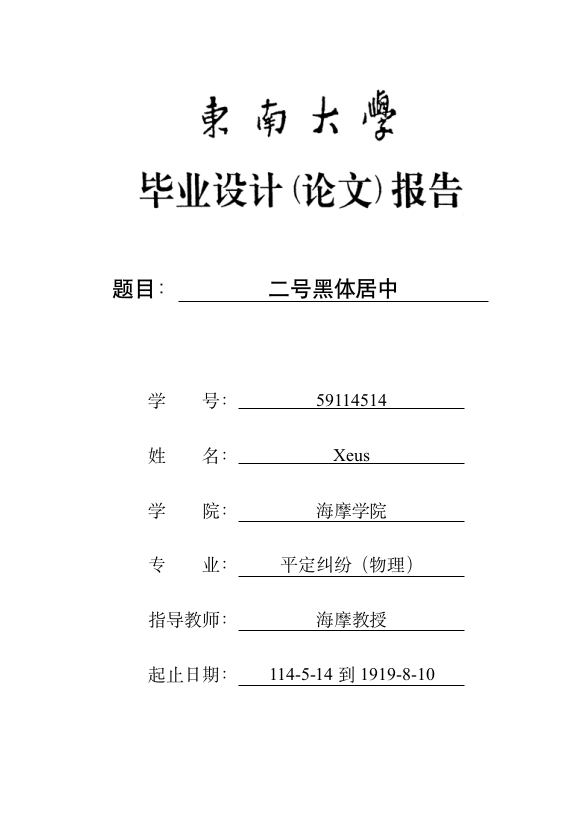 東南大學
毕业设计(论文)报告
题目： 二号黑体居中
学 号： 59114514
姓 名： Xeus
学 院： 海摩学院
专 业： 平定纠纷（物理）
指导教师： 海摩教授
起止日期： 114-5-14 到 1919-8-10